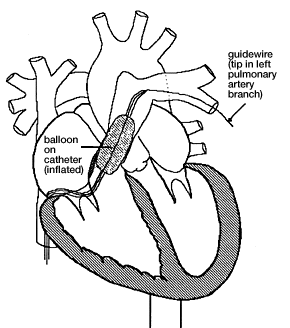 guidewire
(tip in left
pulmonary
artery
branch)
balloon
on
catheter
(inflated)